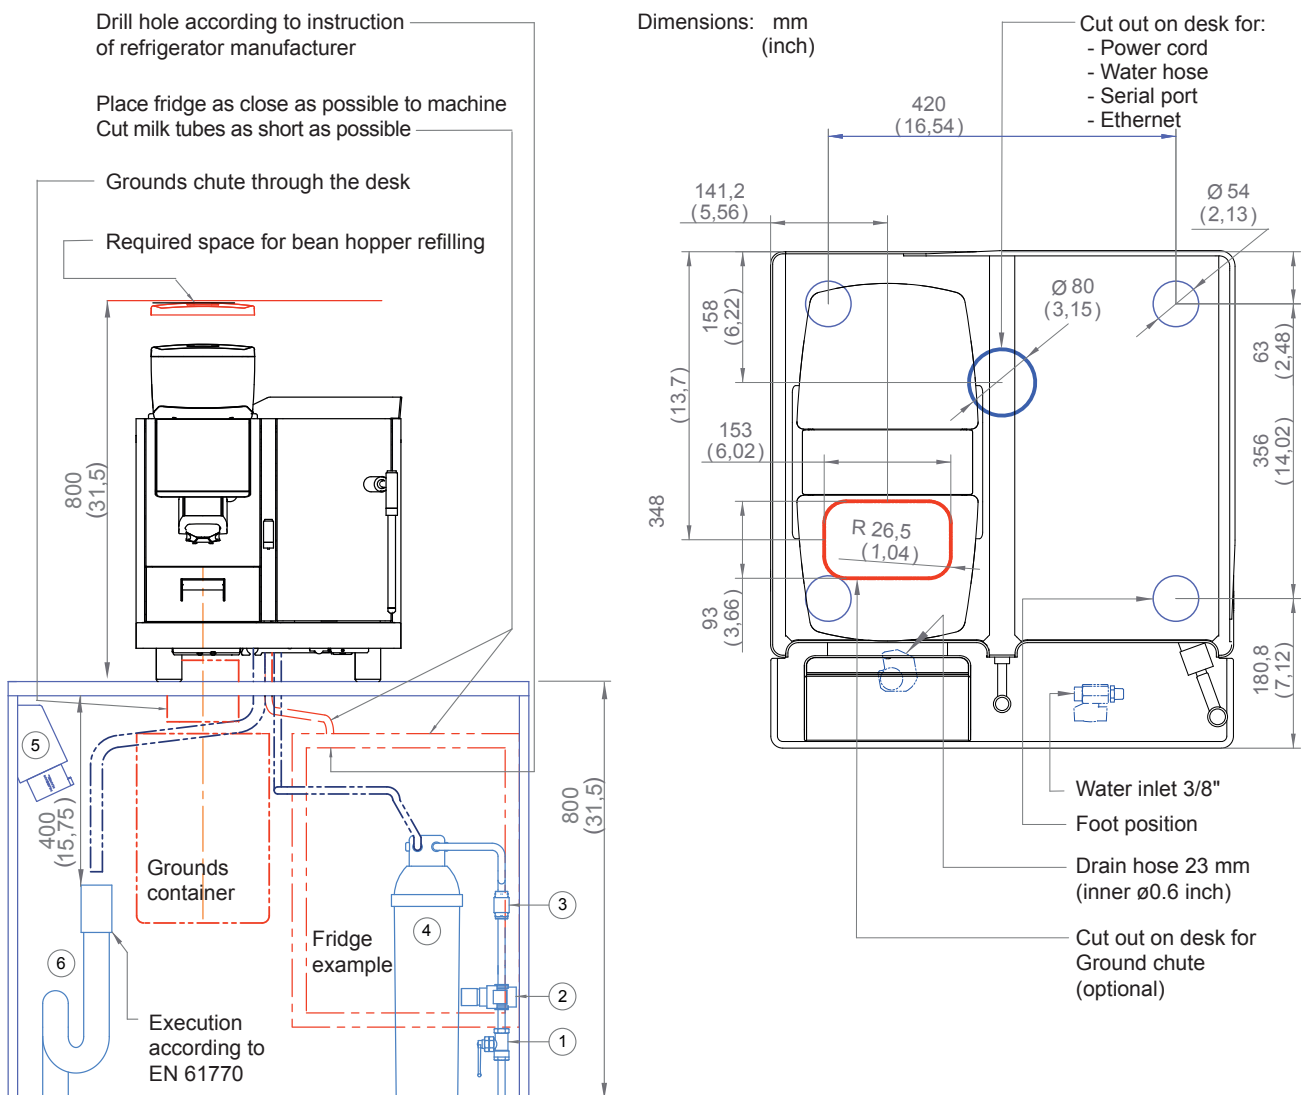 Drill hole according to instruction
of refrigerator manufacturer
Place fridge as close as possible to machine
Cut milk tubes as short as possible
Grounds chute through the desk
Required space for bean hopper refilling
800
(31,5)
5
400
(15,75)
Grounds
container
6
Execution
according to
EN 61770
Fridge
example
4
3
2
1
800
(31,5)
Dimensions: mm
(inch)
Cut out on desk for:
- Power cord
- Water hose
- Serial port
- Ethernet
420
(16,54)
141,2
(5,56)
Ø 54
(2,13)
Ø 80
(3,15)
158
(6,22)
(13,7)
348
153
(6,02)
R 26,5
(1,04)
93
(3,66)
63
(2,48)
356
(14,02)
180,8
(7,12)
Water inlet 3/8"
Foot position
Drain hose 23 mm
(inner ø0.6 inch)
Cut out on desk for
Ground chute
(optional)